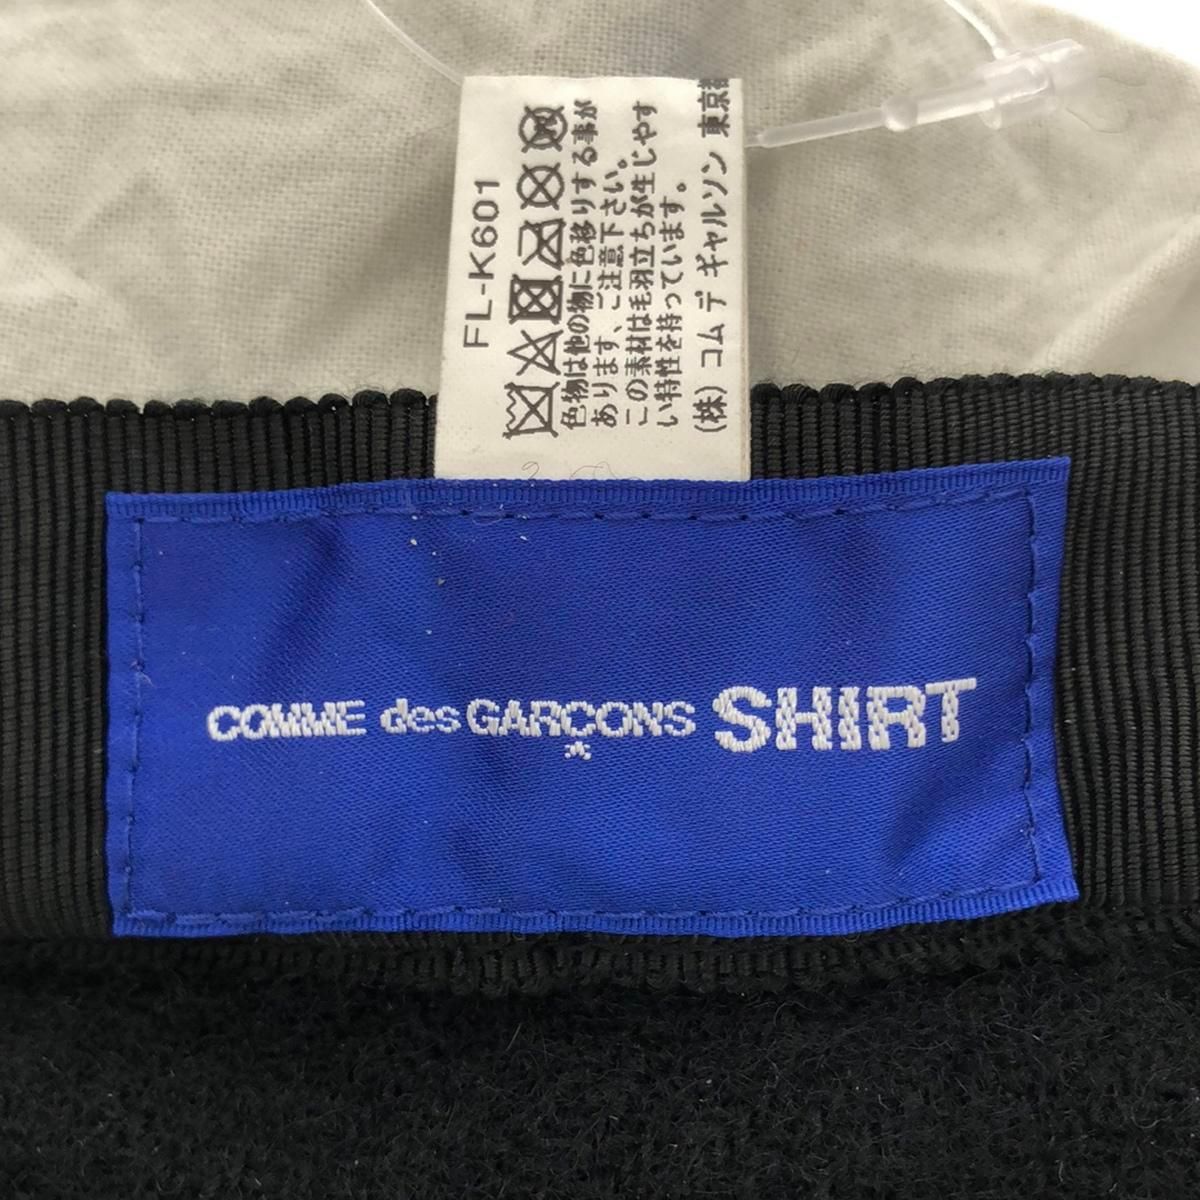 FL-K601
色物は他の物に色移りする事が
あります、ご注意下さい。
この素材は毛羽立ちが生じやす
い特性を持っています。
(株) コム デ ギャルソン 東京都
COMME des GARÇONS SHIRT